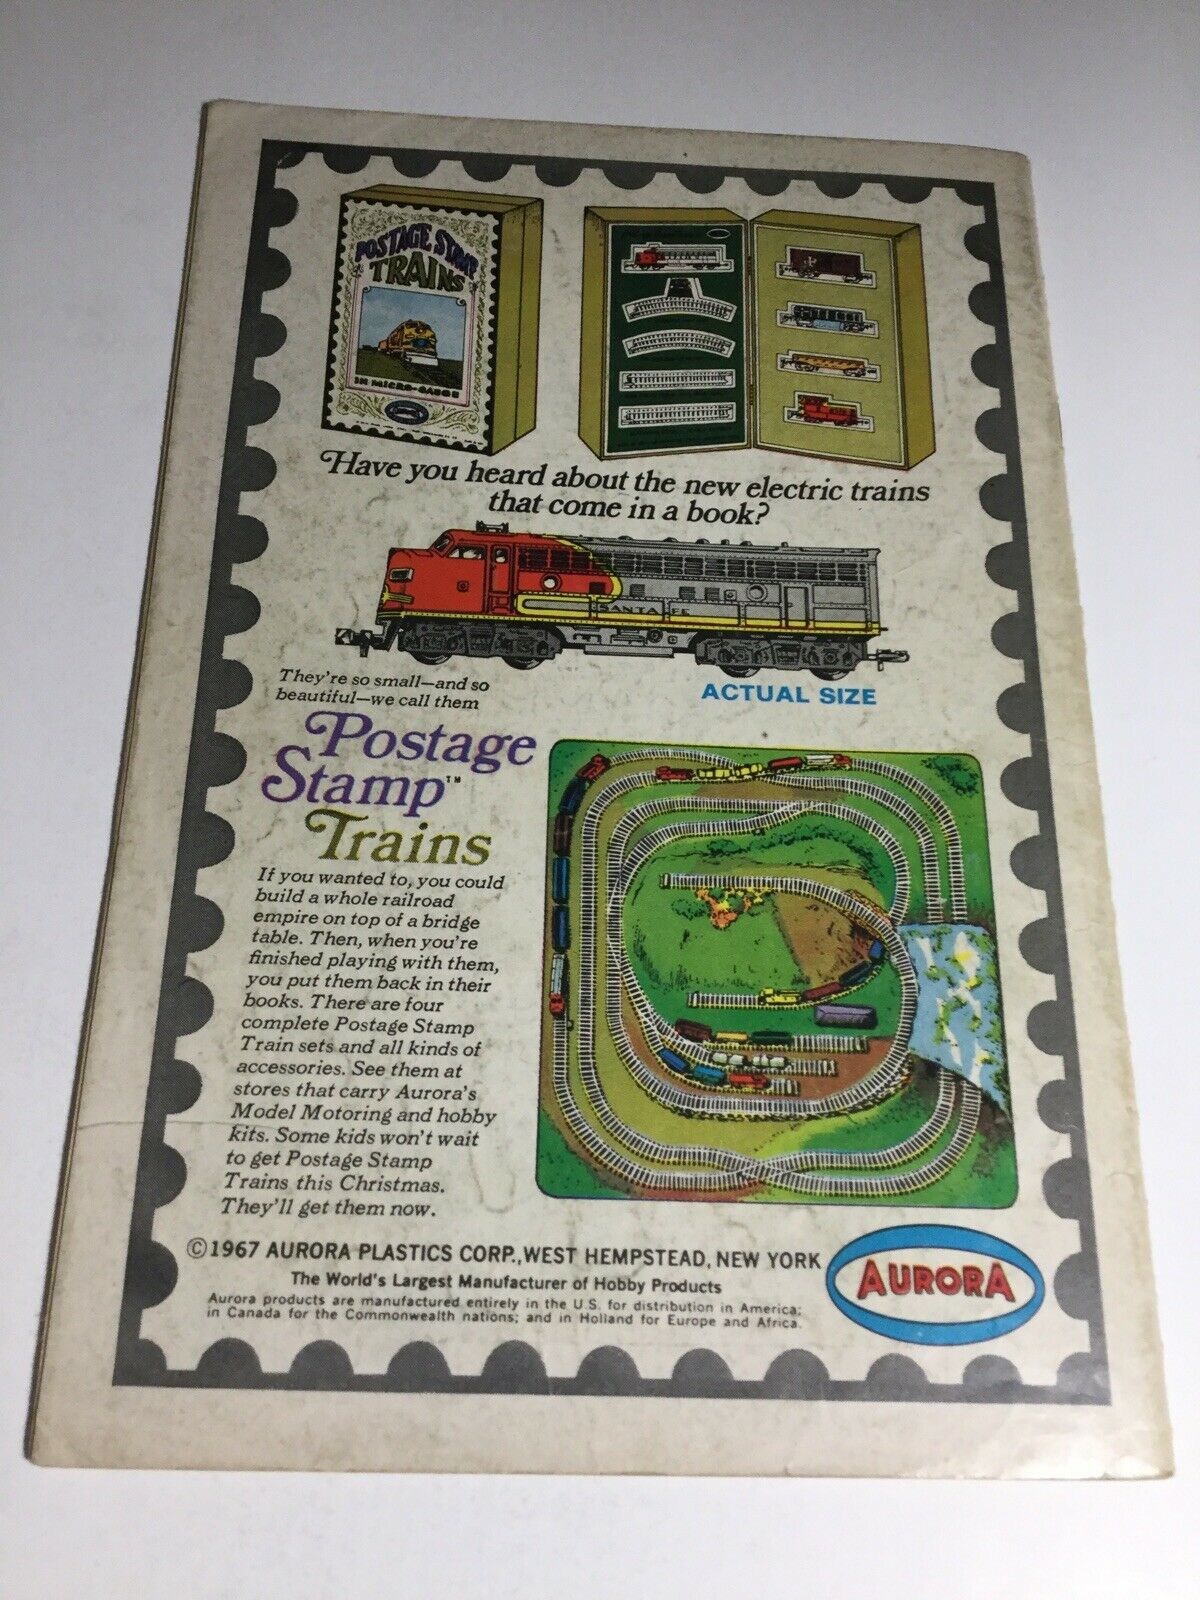 POSTAGE STAMP
TRAINS
IN MICRO-GAUGE
Have you heard about the new electric trains
that come in a book?
SANTA FE
They're so small—and so
beautiful—we call them
ACTUAL SIZE
Postage
Stamp™
Trains
If you wanted to, you could
build a whole railroad
empire on top of a bridge
table. Then, when you're
finished playing with them,
you put them back in their
books. There are four
complete Postage Stamp
Train sets and all kinds of
accessories. See them at
stores that carry Aurora's
Model Motoring and hobby
kits. Some kids won't wait
to get Postage Stamp
Trains this Christmas.
They'll get them now.
©1967 AURORA PLASTICS CORP., WEST HEMPSTEAD, NEW YORK
The World's Largest Manufacturer of Hobby Products
Aurora products are manufactured entirely in the U.S. for distribution in America;
in Canada for the Commonwealth nations; and in Holland for Europe and Africa.
AURORA